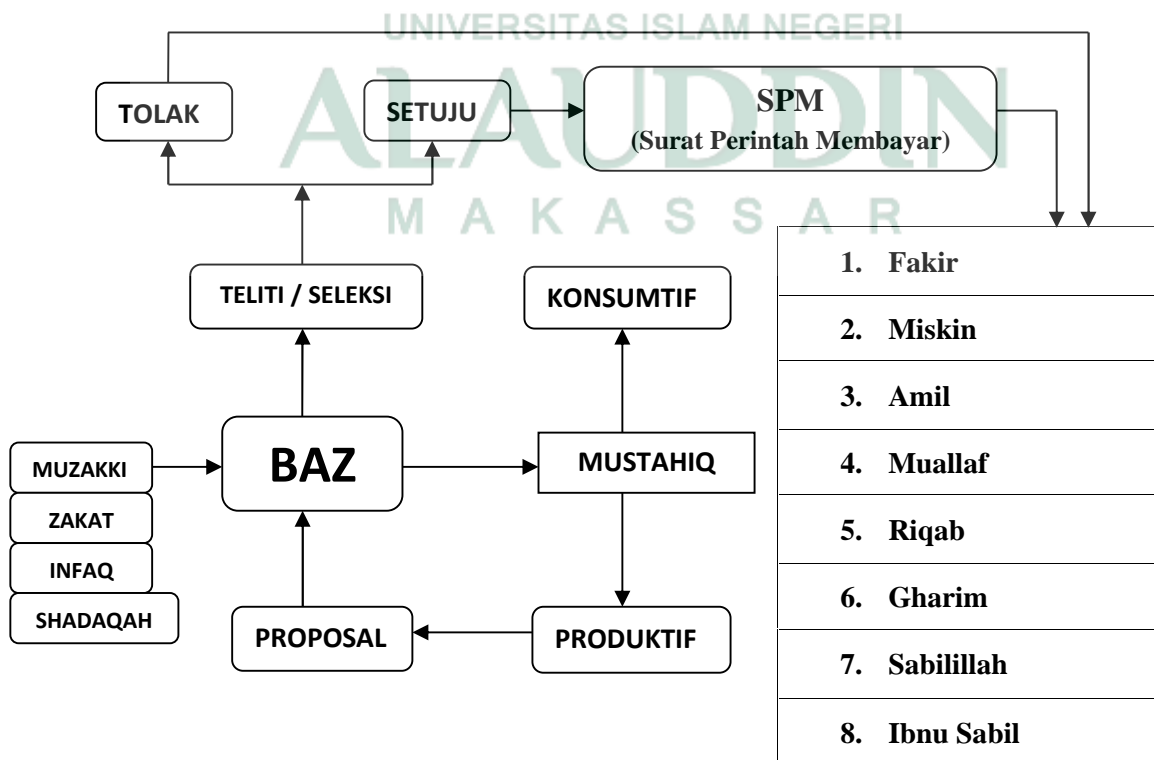 UNIVERSITAS ISLAM NEGERI
ALAUDDIN
MAKASSAR
TOLAK
SETUJU
SPM
(Surat Perintah Membayar)
TELITI / SELEKSI
KONSUMTIF
MUZAKKI
BAZ
MUSTAHIQ
ZAKAT
INFAQ
SHADAQAH
PROPOSAL
PRODUKTIF
1. Fakir
2. Miskin
3. Amil
4. Muallaf
5. Riqab
6. Gharim
7. Sabilillah
8. Ibnu Sabil